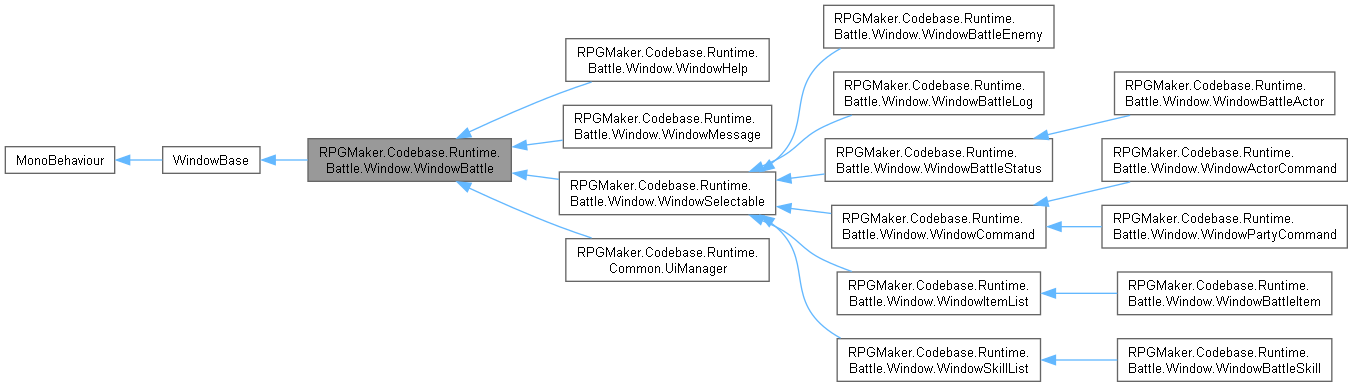 MonoBehaviour
WindowBase
RPGMaker.Codebase.Runtime.
Battle.Window.WindowBattle
RPGMaker.Codebase.Runtime.
Battle.Window.WindowHelp
RPGMaker.Codebase.Runtime.
Battle.Window.WindowMessage
RPGMaker.Codebase.Runtime.
Battle.Window.WindowSelectable
RPGMaker.Codebase.Runtime.
Common.UiManager
RPGMaker.Codebase.Runtime.
Battle.Window.WindowBattleEnemy
RPGMaker.Codebase.Runtime.
Battle.Window.WindowBattleLog
RPGMaker.Codebase.Runtime.
Battle.Window.WindowBattleStatus
RPGMaker.Codebase.Runtime.
Battle.Window.WindowCommand
RPGMaker.Codebase.Runtime.
Battle.Window.WindowItemList
RPGMaker.Codebase.Runtime.
Battle.Window.WindowSkillList
RPGMaker.Codebase.Runtime.
Battle.Window.WindowBattleActor
RPGMaker.Codebase.Runtime.
Battle.Window.WindowActorCommand
RPGMaker.Codebase.Runtime.
Battle.Window.WindowPartyCommand
RPGMaker.Codebase.Runtime.
Battle.Window.WindowBattleItem
RPGMaker.Codebase.Runtime.
Battle.Window.WindowBattleSkill